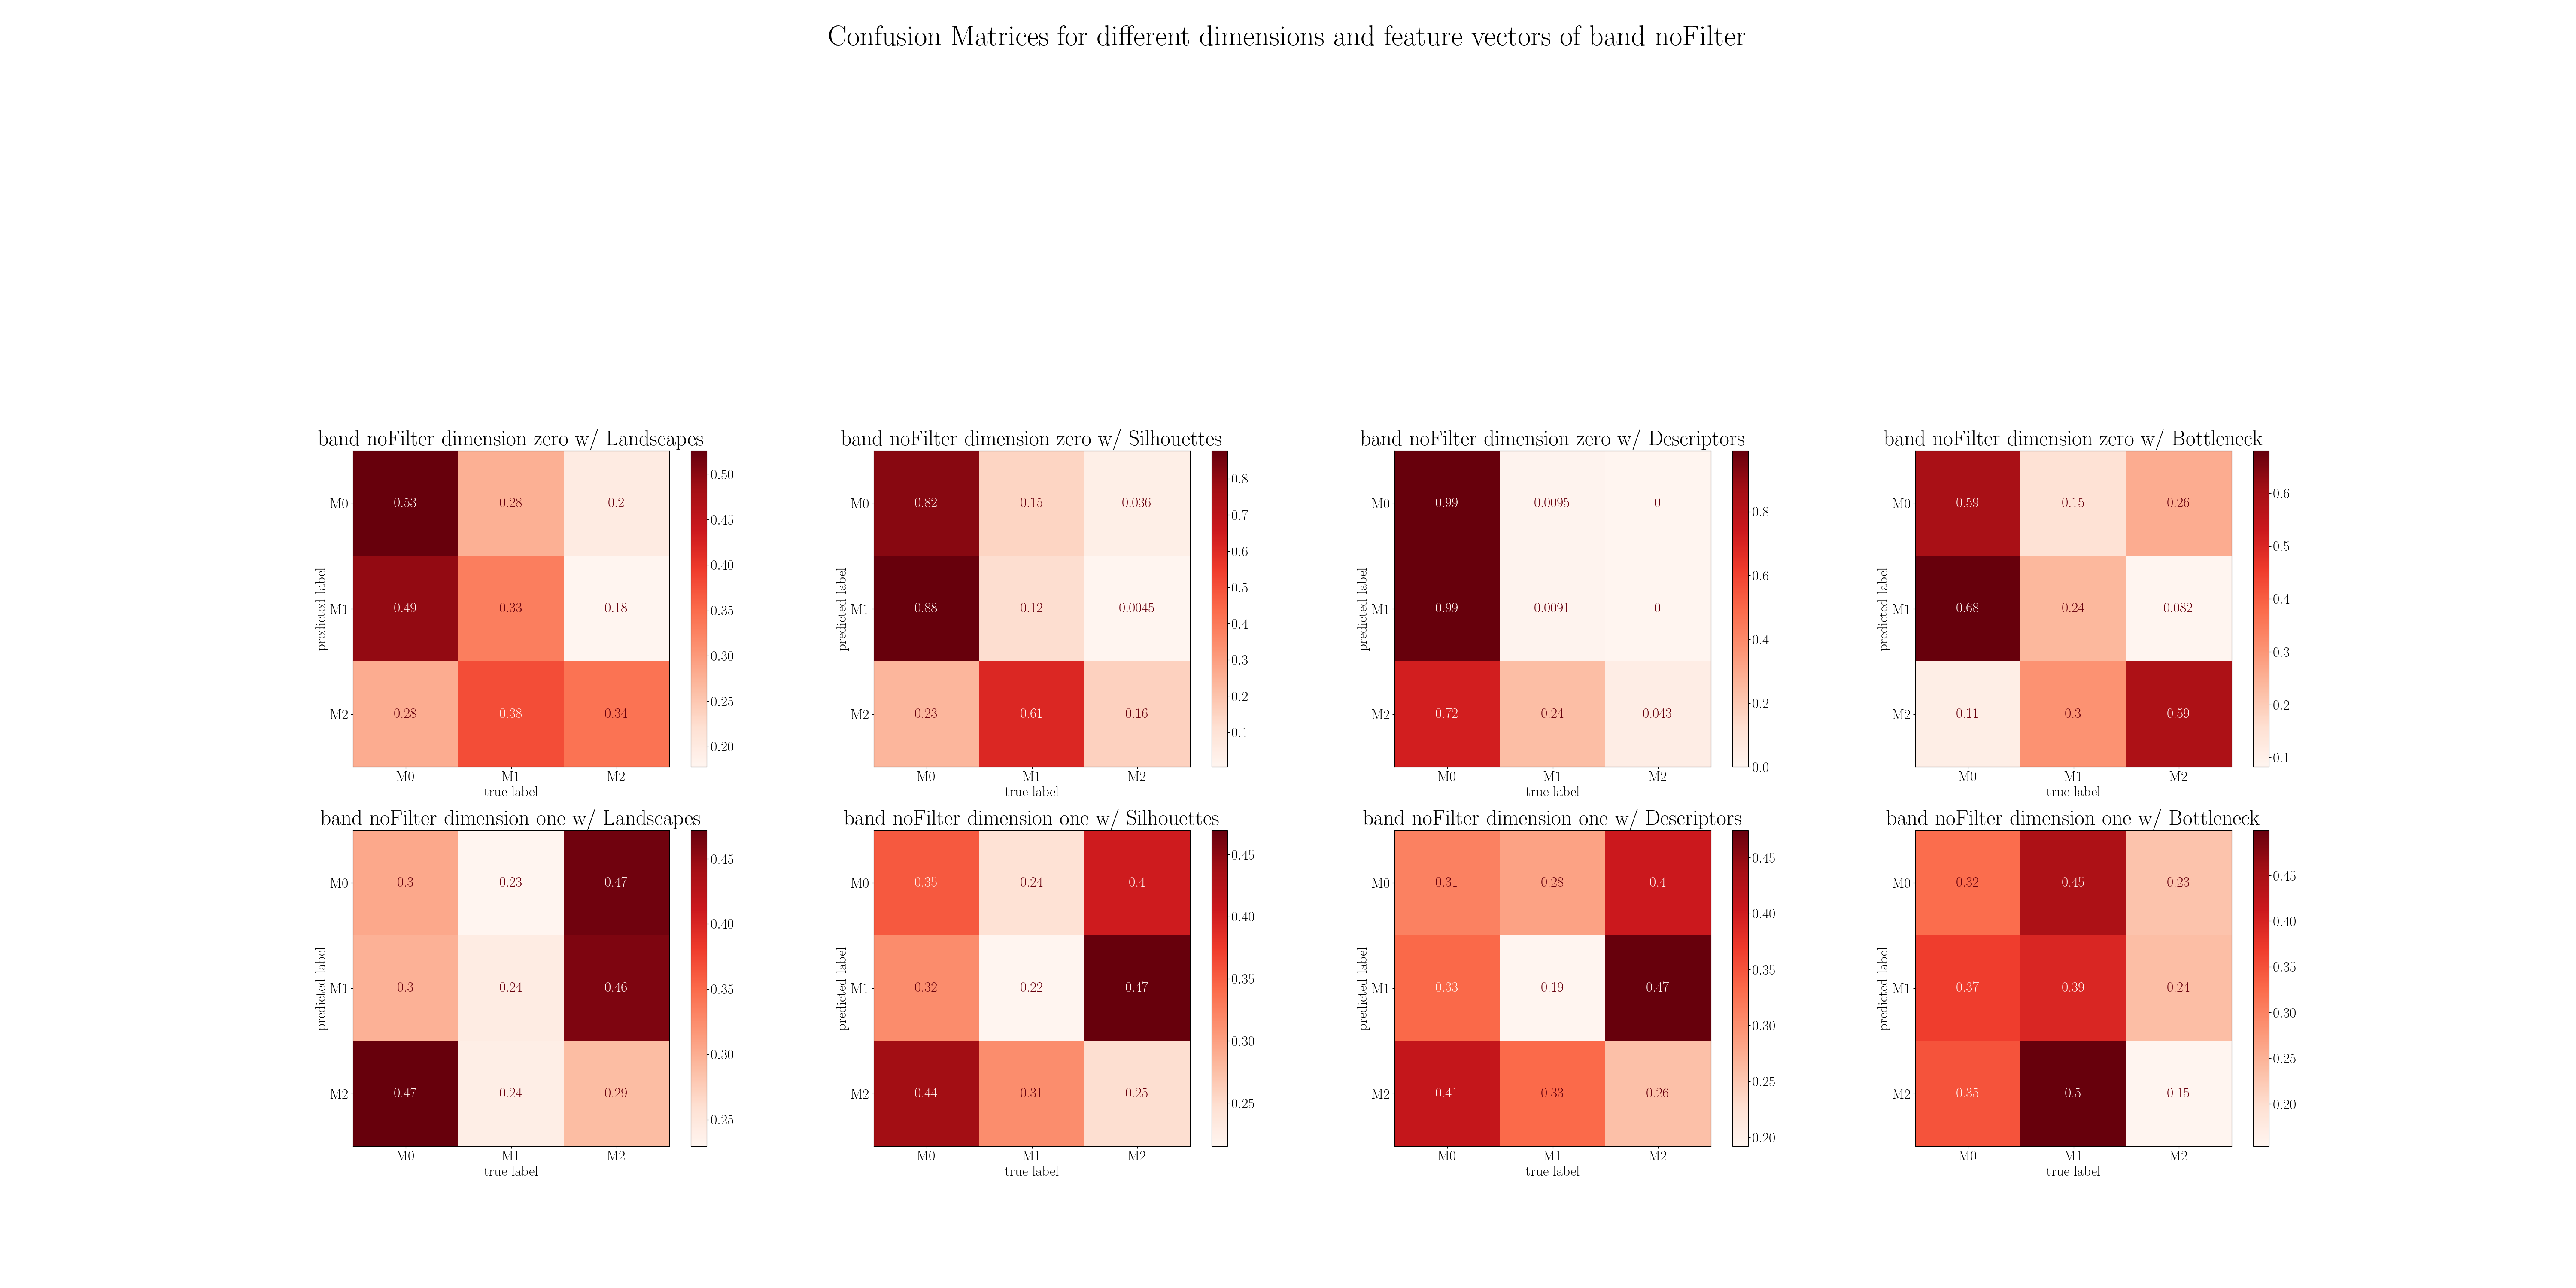 Confusion Matrices for different dimensions and feature vectors of band noFilter
band noFilter dimension zero w/ Landscapes
predicted label
M0 0.53 0.28 0.2
M1 0.49 0.33 0.18
M2 0.28 0.38 0.34
M0 M1 M2
true label
0.50
0.45
0.40
0.35
0.30
0.25
0.20
band noFilter dimension zero w/ Silhouettes
predicted label
M0 0.82 0.15 0.036
M1 0.88 0.12 0.0045
M2 0.23 0.61 0.16
M0 M1 M2
true label
0.8
0.7
0.6
0.5
0.4
0.3
0.2
0.1
band noFilter dimension zero w/ Descriptors
predicted label
M0 0.99 0.0095 0
M1 0.99 0.0091 0
M2 0.72 0.24 0.043
M0 M1 M2
true label
0.8
0.6
0.4
0.2
0.0
band noFilter dimension zero w/ Bottleneck
predicted label
M0 0.59 0.15 0.26
M1 0.68 0.24 0.082
M2 0.11 0.3 0.59
M0 M1 M2
true label
0.6
0.5
0.4
0.3
0.2
0.1
band noFilter dimension one w/ Landscapes
predicted label
M0 0.3 0.23 0.47
M1 0.3 0.24 0.46
M2 0.47 0.24 0.29
M0 M1 M2
true label
0.45
0.40
0.35
0.30
0.25
band noFilter dimension one w/ Silhouettes
predicted label
M0 0.35 0.24 0.4
M1 0.32 0.22 0.47
M2 0.44 0.31 0.25
M0 M1 M2
true label
0.45
0.40
0.35
0.30
0.25
band noFilter dimension one w/ Descriptors
predicted label
M0 0.31 0.28 0.4
M1 0.33 0.19 0.47
M2 0.41 0.33 0.26
M0 M1 M2
true label
0.45
0.40
0.35
0.30
0.25
0.20
band noFilter dimension one w/ Bottleneck
predicted label
M0 0.32 0.45 0.23
M1 0.37 0.39 0.24
M2 0.35 0.5 0.15
M0 M1 M2
true label
0.45
0.40
0.35
0.30
0.25
0.20